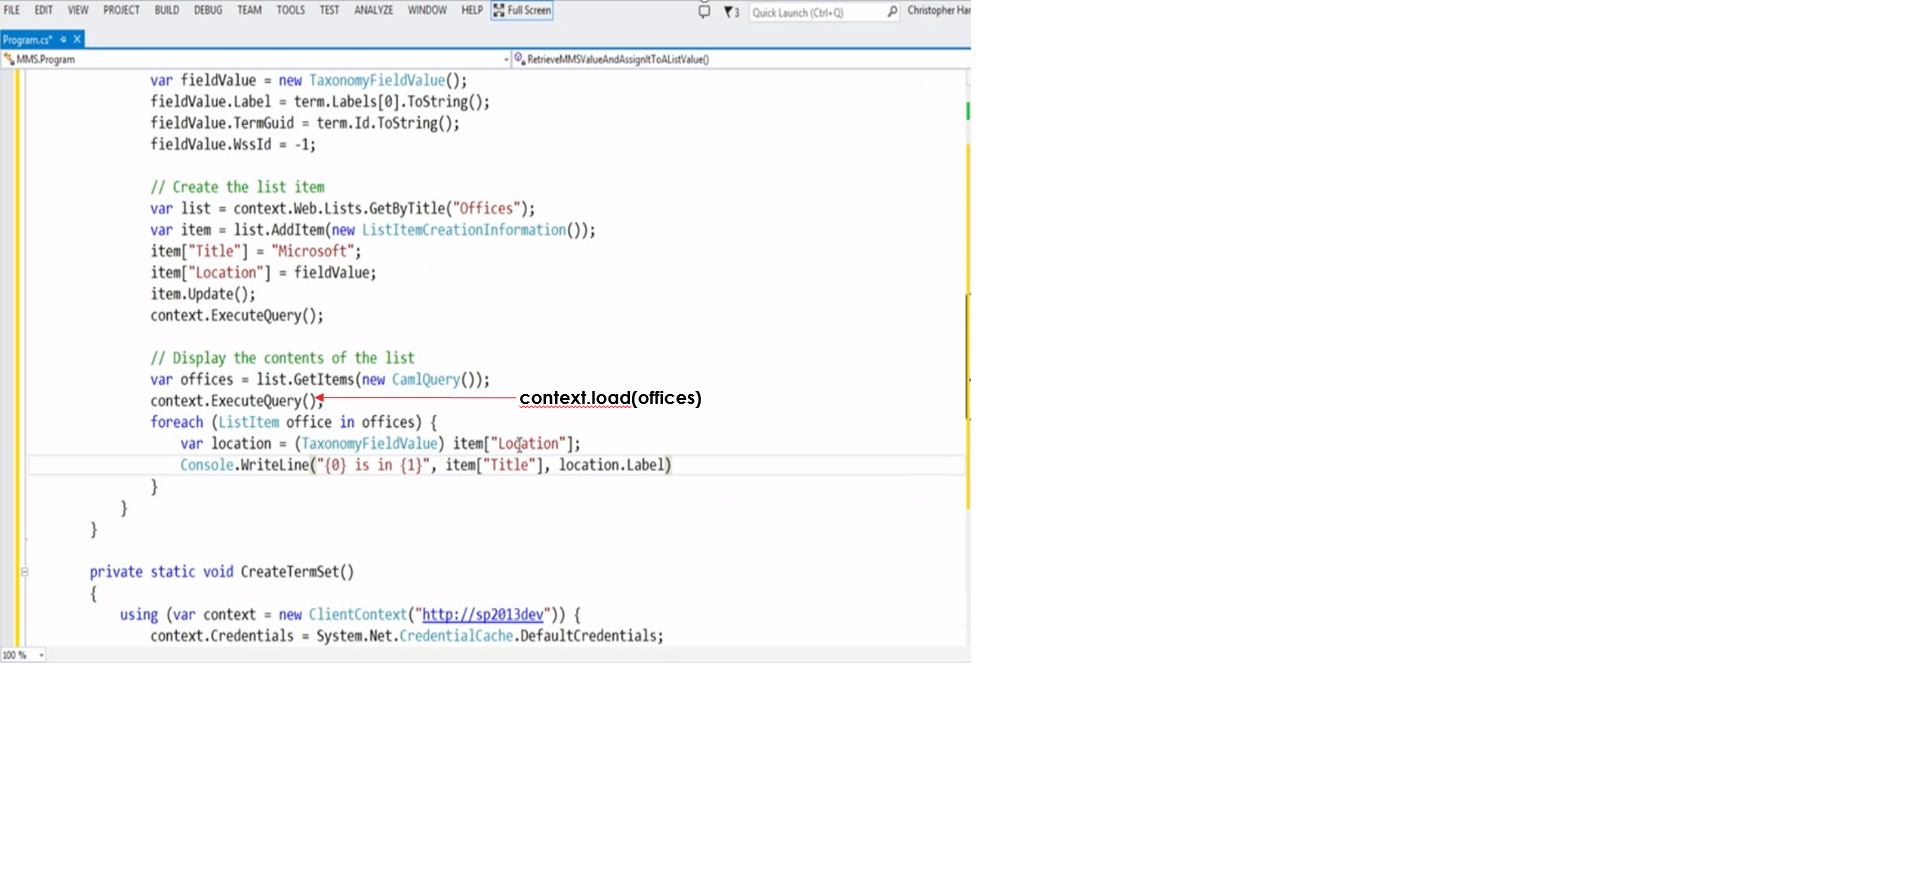 FILE EDIT VIEW PROJECT BUILD DEBUG TEAM TOOLS TEST ANALYZE WINDOW HELP Full Screen 3 Quick Launch (Ctrl+Q) Christopher Har
Program.cs*
MMS.Program RetrieveMMSValueAndAssignItToAListValue()
var fieldValue = new TaxonomyFieldValue();
fieldValue.Label = term.Labels[0].ToString();
fieldValue.TermGuid = term.Id.ToString();
fieldValue.WssId = -1;
// Create the list item
var list = context.Web.Lists.GetByTitle("Offices");
var item = list.AddItem(new ListItemCreationInformation());
item["Title"] = "Microsoft";
item["Location"] = fieldValue;
item.Update();
context.ExecuteQuery();
// Display the contents of the list
var offices = list.GetItems(new CamlQuery());
context.ExecuteQuery(); context.load(offices)
foreach (ListItem office in offices) {
var location = (TaxonomyFieldValue) item["Location"];
Console.WriteLine("{0} is in {1}", item["Title"], location.Label)
}
}
}
private static void CreateTermSet()
{
using (var context = new ClientContext("http://sp2013dev")) {
context.Credentials = System.Net.CredentialCache.DefaultCredentials;
100 %